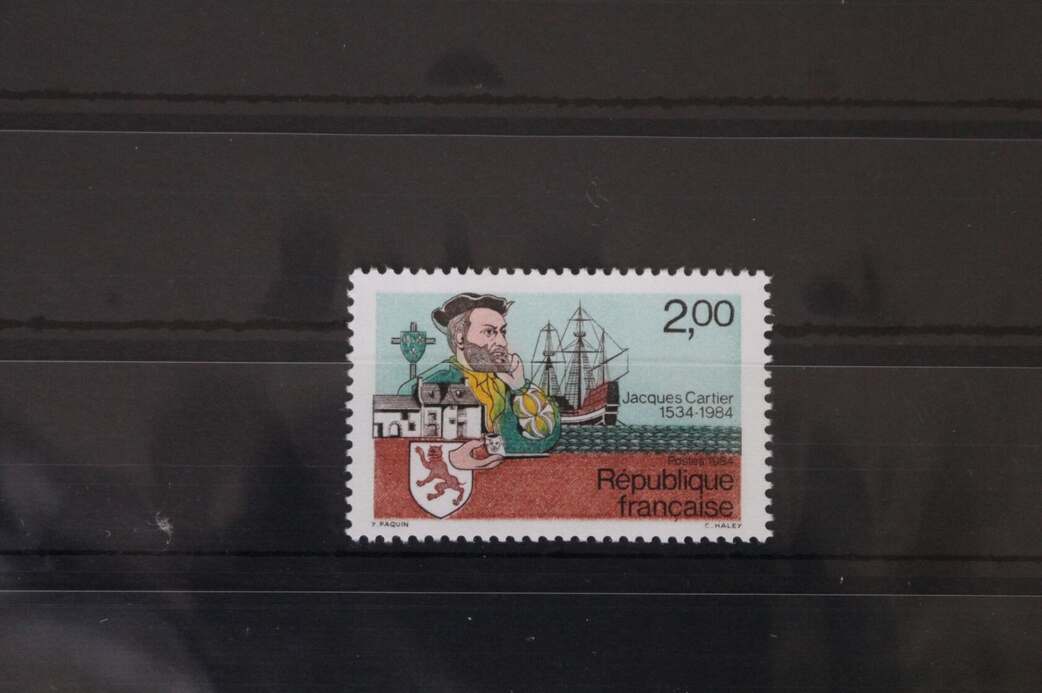 2,00
Jacques Cartier
1534-1984
Postes 1984
République
française
Y. PAQUIN
C. HALEY